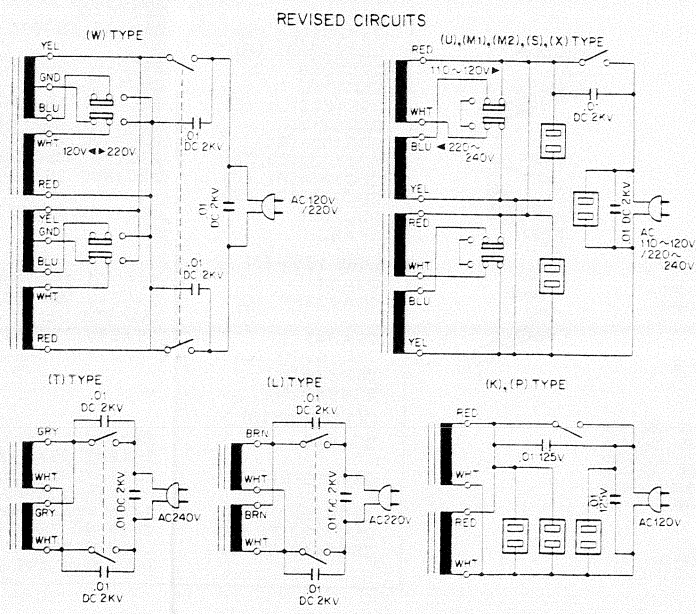 REVISED CIRCUITS
(W) TYPE
YEL
GND
BLU
WHT
120V ◄► 220V
RED
YEL
GND
BLU
WHT
RED
.01
DC 2KV
.01 DC 2KV
AC 120V
/220V
.01
DC 2KV
(U),(M1),(M2),(S),(X) TYPE
RED
110~120V ►
WHT
BLU
◄ 220~
240V
YEL
RED
WHT
BLU
YEL
.01
DC 2KV
.01 DC 2KV
AC
110~120V
/220~
240V
(T) TYPE
.01
DC 2KV
GRY
WHT
GRY
WHT
.01 DC 2KV
AC240V
.01
DC 2KV
(L) TYPE
.01
DC 2KV
BRN
WHT
BRN
WHT
.01 DC 2KV
AC220V
.01
DC 2KV
(K), (P) TYPE
RED
WHT
RED
WHT
.01 125V
.01
125V
AC120V